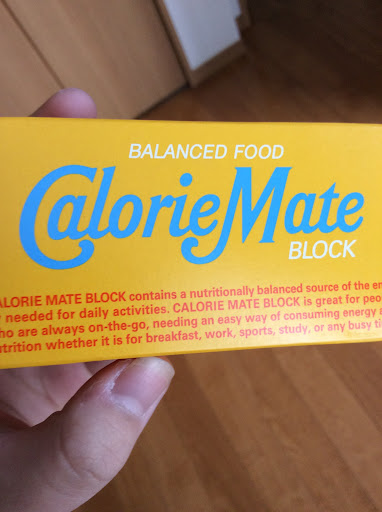 BALANCED FOOD
CalorieMate
BLOCK
ALORIE MATE BLOCK contains a nutritionally balanced source of the en
y needed for daily activities. CALORIE MATE BLOCK is great for peop
ho are always on-the-go, needing an easy way of consuming energy a
utrition whether it is for breakfast, work, sports, study, or any busy ti